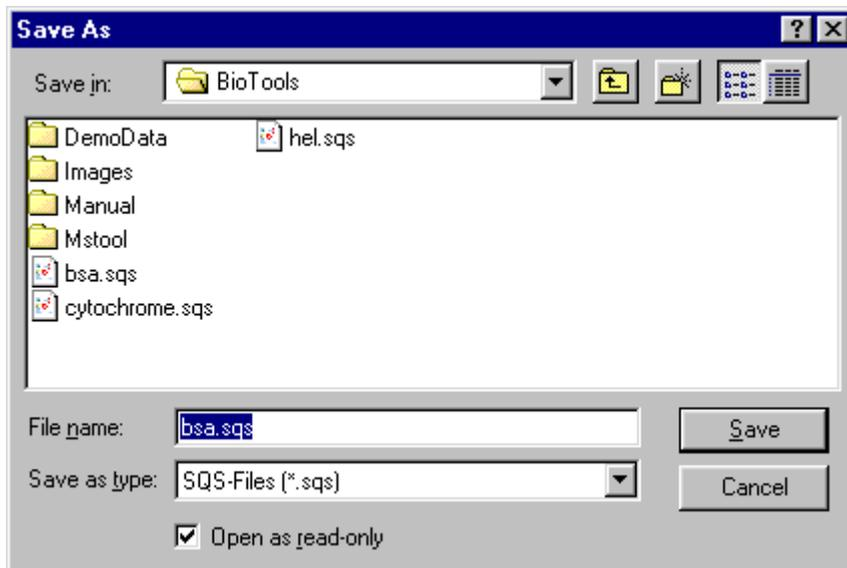 Save As
Save in: BioTools
DemoData
Images
Manual
Mstool
bsa.sqs
cytochrome.sqs
hel.sqs
File name: bsa.sqs Save
Save as type: SQS-Files (*.sqs) Cancel
Open as read-only